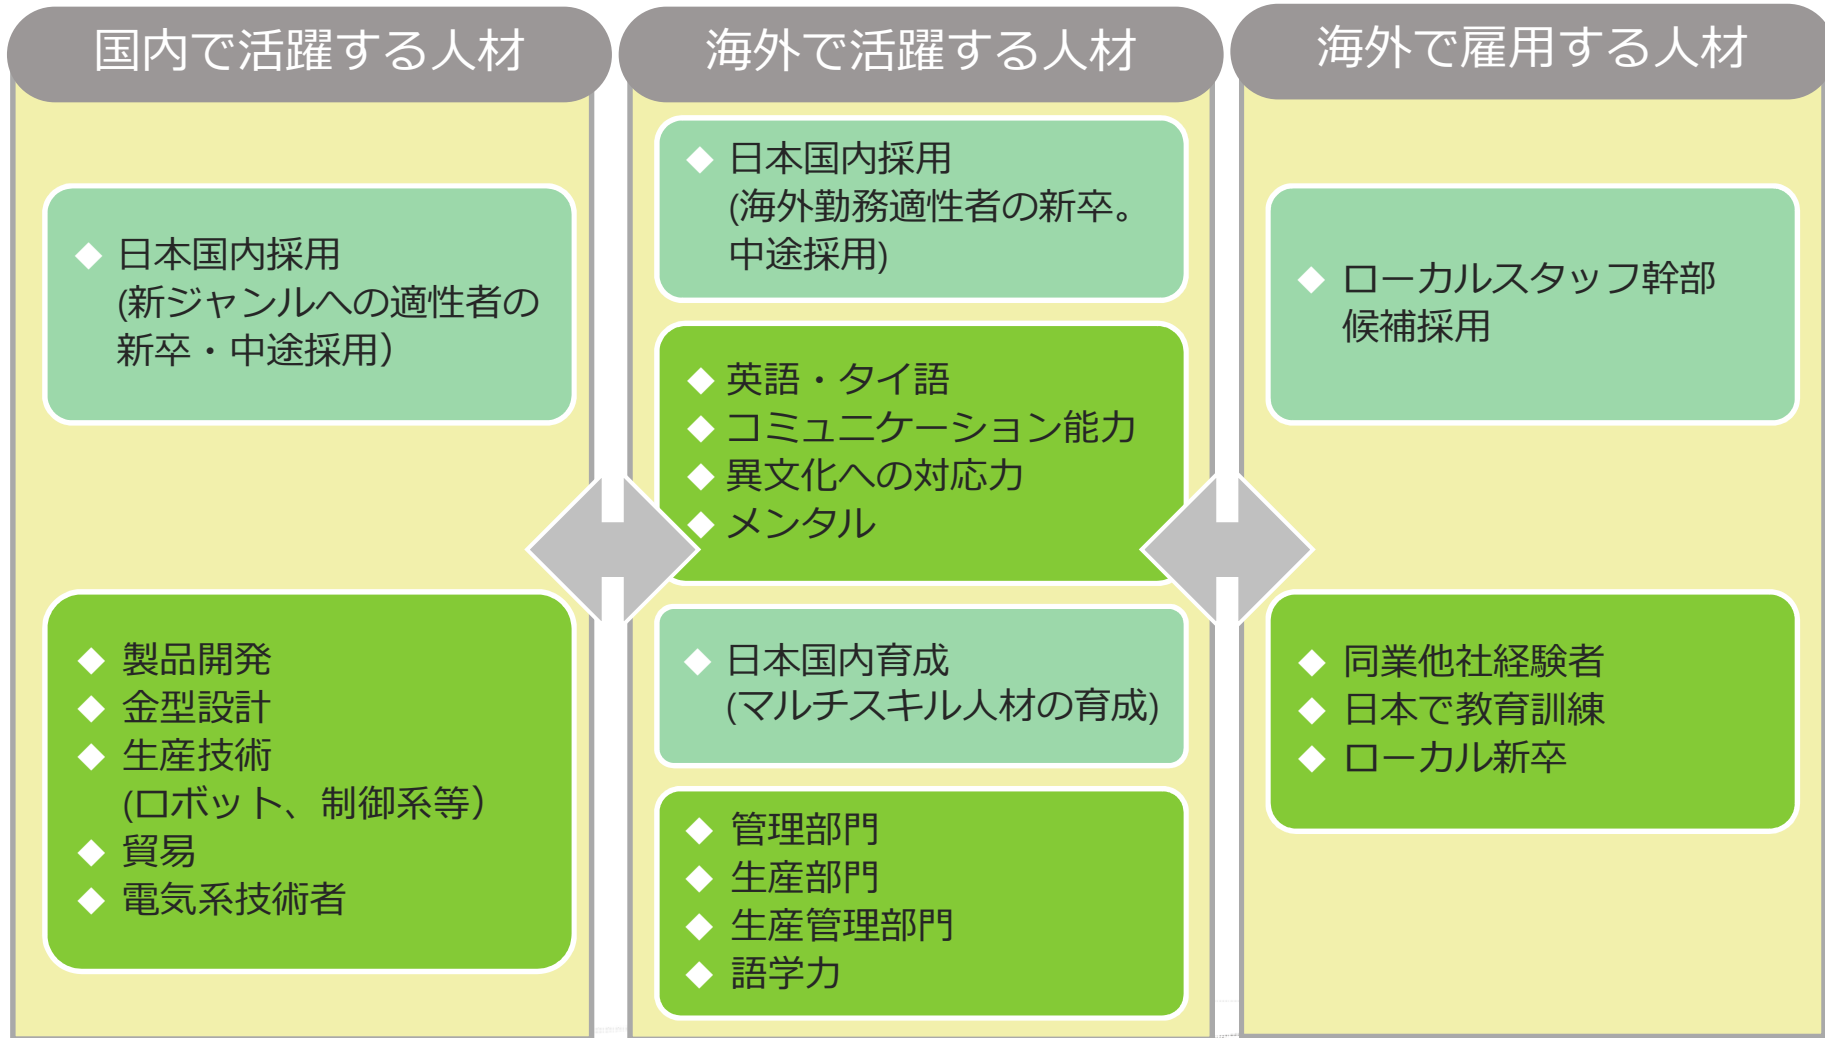 国内で活躍する人材
◆ 日本国内採用
(新ジャンルへの適性者の
新卒・中途採用）
◆ 製品開発
◆ 金型設計
◆ 生産技術
(ロボット、制御系等）
◆ 貿易
◆ 電気系技術者
海外で活躍する人材
◆ 日本国内採用
(海外勤務適性者の新卒。
中途採用)
◆ 英語・タイ語
◆ コミュニケーション能力
◆ 異文化への対応力
◆ メンタル
◆ 日本国内育成
(マルチスキル人材の育成)
◆ 管理部門
◆ 生産部門
◆ 生産管理部門
◆ 語学力
海外で雇用する人材
◆ ローカルスタッフ幹部
候補採用
◆ 同業他社経験者
◆ 日本で教育訓練
◆ ローカル新卒